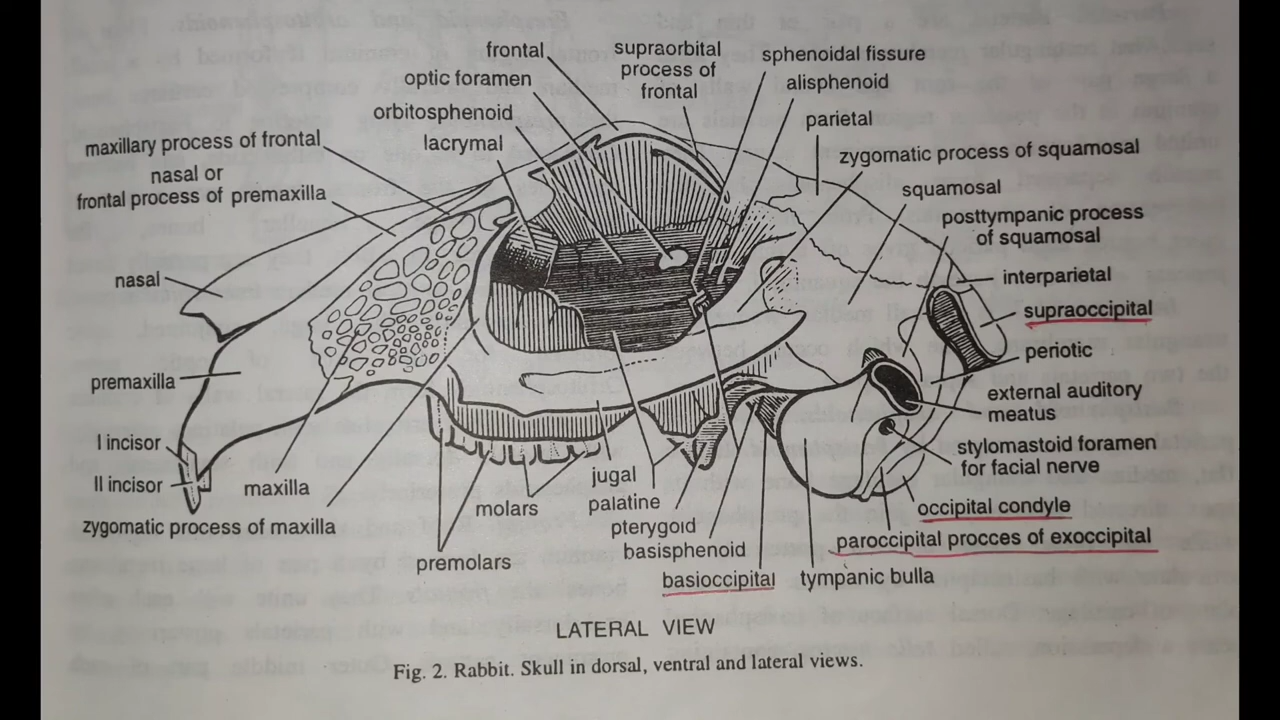 frontal
supraorbital
process of
frontal
sphenoidal fissure
optic foramen
alisphenoid
orbitosphenoid
parietal
lacrymal
maxillary process of frontal
zygomatic process of squamosal
nasal or
frontal process of premaxilla
squamosal
posttympanic process
of squamosal
nasal
interparietal
supraoccipital
periotic
premaxilla
external auditory
meatus
I incisor
stylomastoid foramen
for facial nerve
II incisor
maxilla
jugal
molars
palatine
occipital condyle
zygomatic process of maxilla
pterygoid
paroccipital procces of exoccipital
basisphenoid
premolars
basioccipital
tympanic bulla
LATERAL VIEW
Fig. 2. Rabbit. Skull in dorsal, ventral and lateral views.